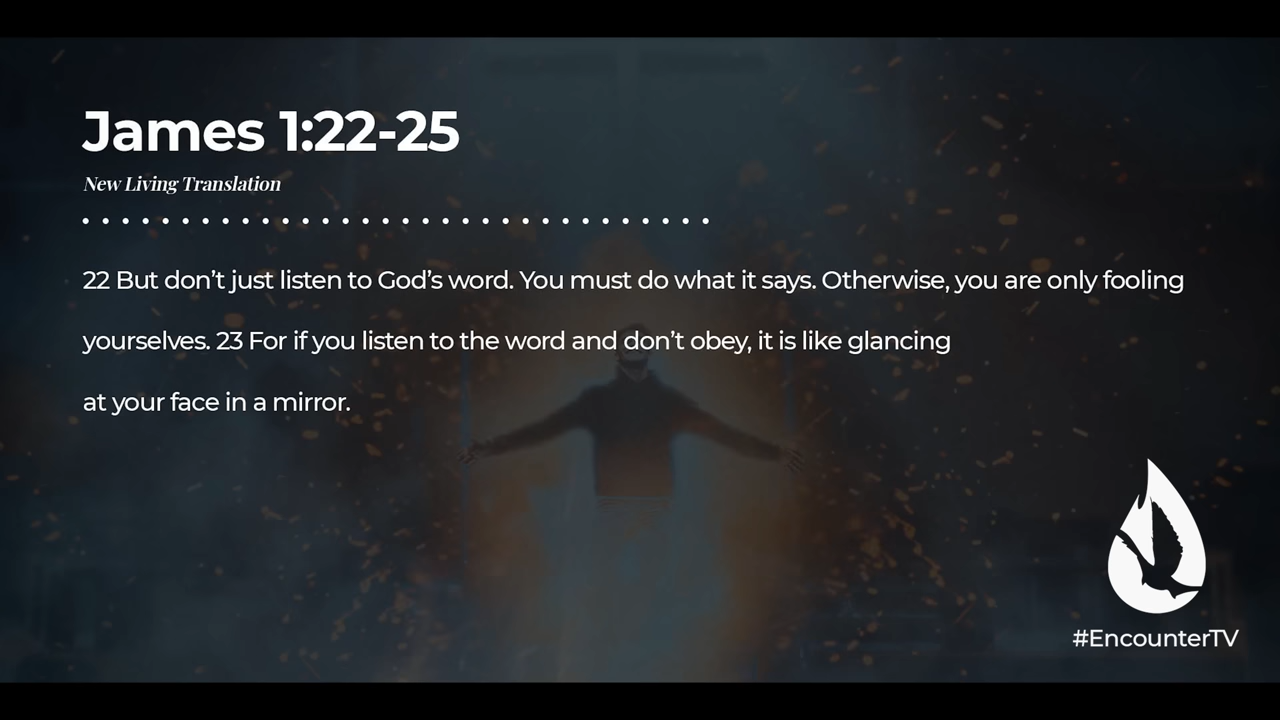 James 1:22-25
New Living Translation
22 But don’t just listen to God’s word. You must do what it says. Otherwise, you are only fooling
yourselves. 23 For if you listen to the word and don’t obey, it is like glancing
at your face in a mirror.
#EncounterTV